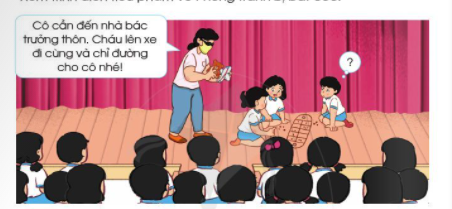 Cô cần đến nhà bác
trưởng thôn. Cháu lên xe
đi cùng và chỉ đường
cho cô nhé!
?